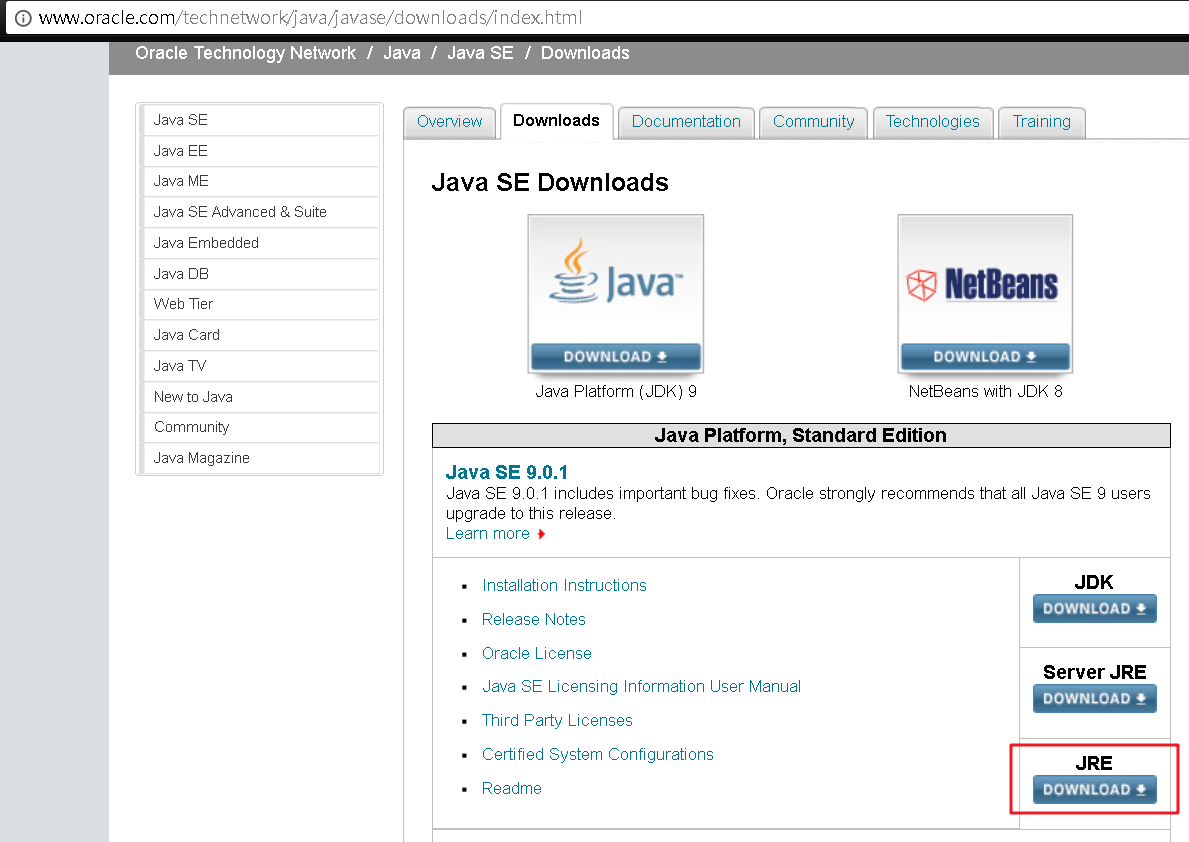 www.oracle.com/technetwork/java/javase/downloads/index.html
Oracle Technology Network / Java / Java SE / Downloads
Java SE
Java EE
Java ME
Java SE Advanced & Suite
Java Embedded
Java DB
Web Tier
Java Card
Java TV
New to Java
Community
Java Magazine
Overview Downloads Documentation Community Technologies Training
Java SE Downloads
Java™
DOWNLOAD
Java Platform (JDK) 9
NetBeans
DOWNLOAD
NetBeans with JDK 8
Java Platform, Standard Edition
Java SE 9.0.1
Java SE 9.0.1 includes important bug fixes. Oracle strongly recommends that all Java SE 9 users
upgrade to this release.
Learn more
Installation Instructions
Release Notes
Oracle License
Java SE Licensing Information User Manual
Third Party Licenses
Certified System Configurations
Readme
JDK
DOWNLOAD
Server JRE
DOWNLOAD
JRE
DOWNLOAD